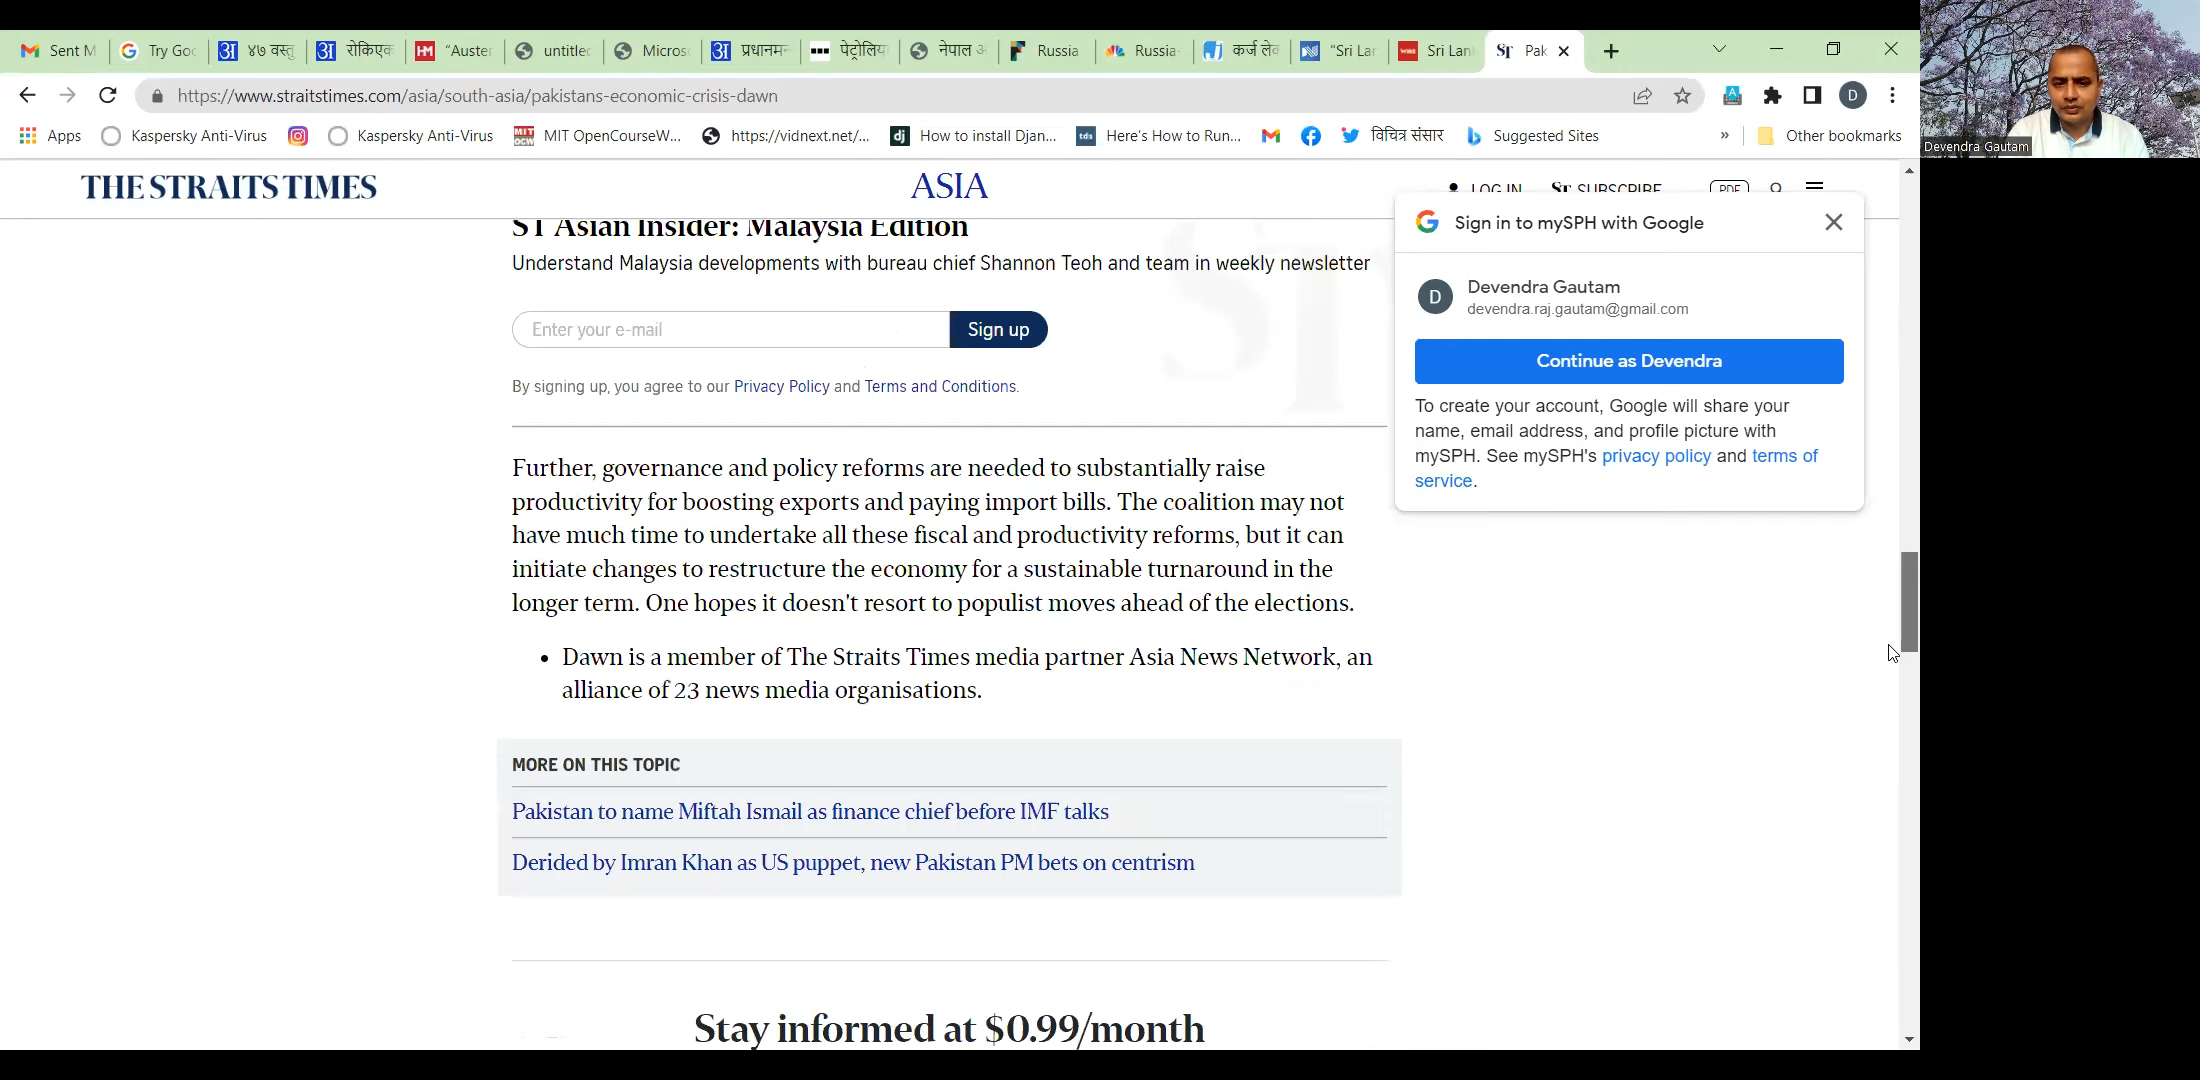 Sent M
Try Goo
४७ वस्तु
रोकिएक
HM "Auster
untitled
Micros
प्रधानमन
पेट्रोलिय
नेपाल अ
Russia
Russia-
कर्ज लेव
"Sri Lar
Sri Lank
ST Pak
https://www.straitstimes.com/asia/south-asia/pakistans-economic-crisis-dawn
D
Apps
Kaspersky Anti-Virus
Kaspersky Anti-Virus
MIT OpenCourseW...
https://vidnext.net/...
dj How to install Djan...
tds Here's How to Run...
विचित्र संसार
Suggested Sites
»
Other bookmarks
Devendra Gautam
THE STRAITS TIMES
ASIA
LOG IN
ST SUBSCRIBE
PDF
ST Asian Insider: Malaysia Edition
Understand Malaysia developments with bureau chief Shannon Teoh and team in weekly newsletter
Enter your e-mail
Sign up
By signing up, you agree to our Privacy Policy and Terms and Conditions.
Sign in to mySPH with Google
D
Devendra Gautam
devendra.raj.gautam@gmail.com
Continue as Devendra
To create your account, Google will share your
name, email address, and profile picture with
mySPH. See mySPH's privacy policy and terms of
service.
Further, governance and policy reforms are needed to substantially raise
productivity for boosting exports and paying import bills. The coalition may not
have much time to undertake all these fiscal and productivity reforms, but it can
initiate changes to restructure the economy for a sustainable turnaround in the
longer term. One hopes it doesn't resort to populist moves ahead of the elections.
• Dawn is a member of The Straits Times media partner Asia News Network, an
alliance of 23 news media organisations.
MORE ON THIS TOPIC
Pakistan to name Miftah Ismail as finance chief before IMF talks
Derided by Imran Khan as US puppet, new Pakistan PM bets on centrism
Stay informed at $0.99/month